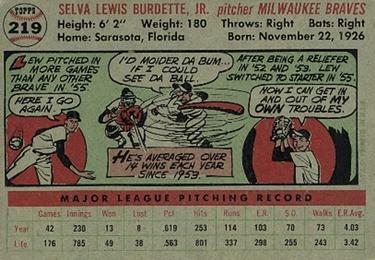 TOPPS
219
SELVA LEWIS BURDETTE, JR. pitcher MILWAUKEE BRAVES
Height: 6' 2" Weight: 180 Throws: Right Bats: Right
Home: Sarasota, Florida Born: November 22, 1926
LEW PITCHED IN MORE GAMES THAN ANY OTHER BRAVE IN '55.
HERE I GO AGAIN.
I'D MOIDER DA BUM... IF I COULD SEE DA BALL.
HE'S AVERAGED OVER 14 WINS EACH YEAR SINCE 1953.
AFTER BEING A RELIEFER IN '52 AND '53. LEW SWITCHED TO STARTER IN '55.
NOW I CAN GET IN AND OUT OF MY OWN TROUBLES.
MAJOR LEAGUE PITCHING RECORD
Games Innings Won Lost Pct. Hits S.O. Runs E.R. S.O. Walks E.R.Avg.
Year 42 230 13 8 .619 253 114 103 70 73 4.03
Life 176 785 49 38 .563 801 337 298 255 243 3.42